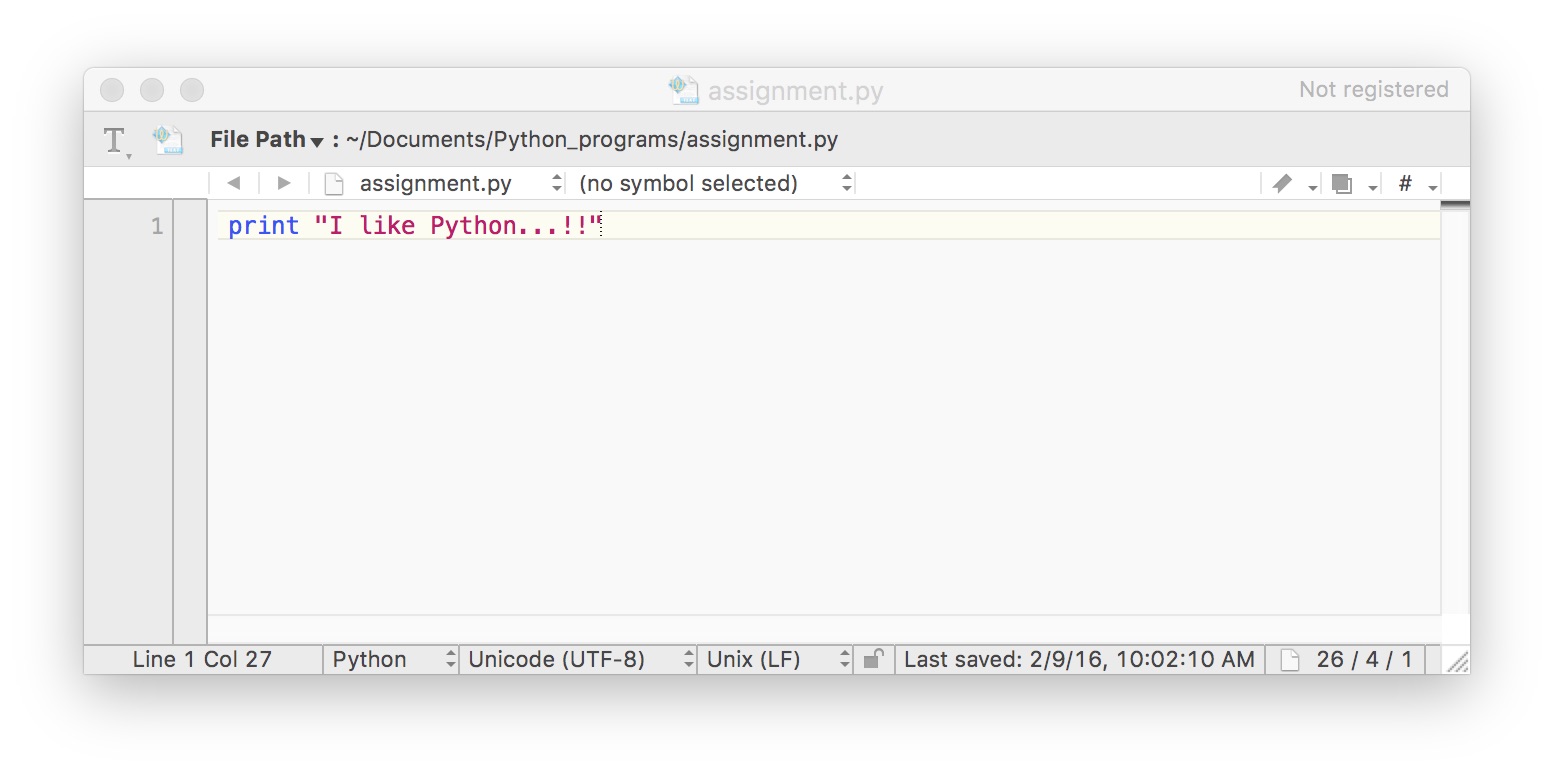 assignment.py
Not registered
T
File Path : ~/Documents/Python_programs/assignment.py
assignment.py (no symbol selected) #
1 print "I like Python...!!"
Line 1 Col 27 Python Unicode (UTF-8) Unix (LF) Last saved: 2/9/16, 10:02:10 AM 26 / 4 / 1